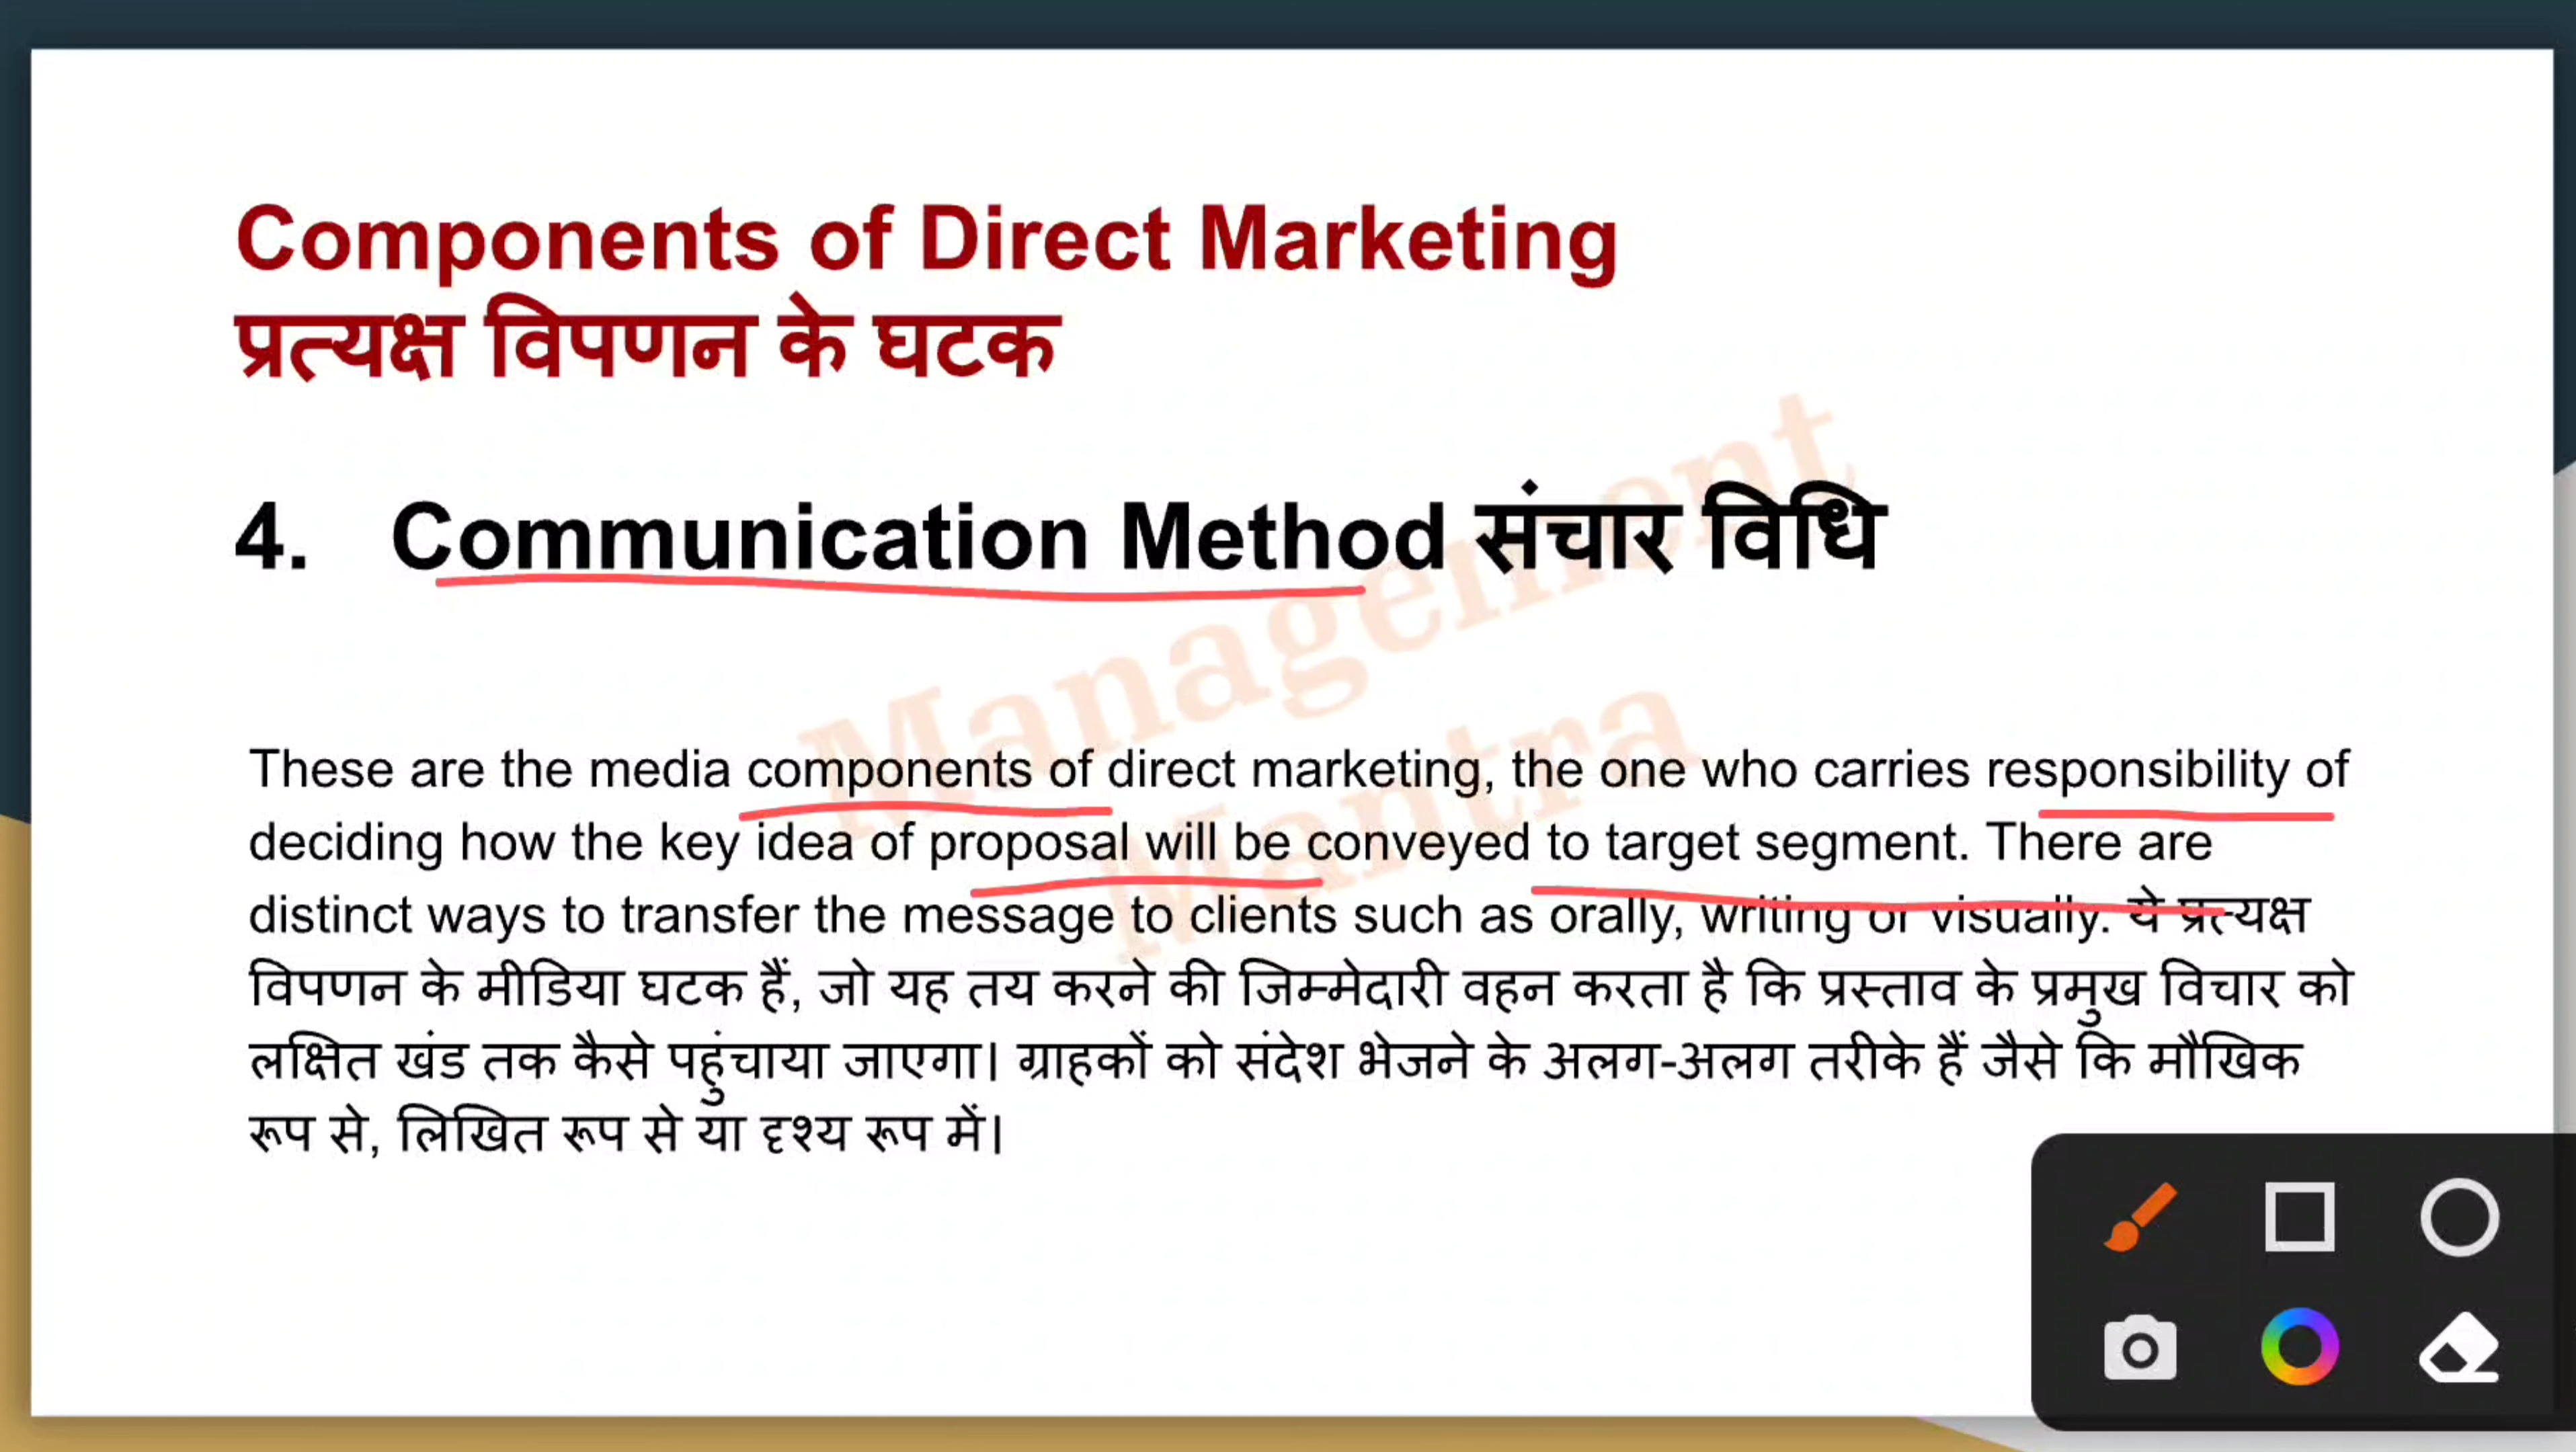 Components of Direct Marketing
प्रत्यक्ष विपणन के घटक
4. Communication Method संचार विधि
Management
Mantra
These are the media components of direct marketing, the one who carries responsibility of
deciding how the key idea of proposal will be conveyed to target segment. There are
distinct ways to transfer the message to clients such as orally, writing or visually. ये प्रत्यक्ष
विपणन के मीडिया घटक हैं, जो यह तय करने की जिम्मेदारी वहन करता है कि प्रस्ताव के प्रमुख विचार को
लक्षित खंड तक कैसे पहुंचाया जाएगा। ग्राहकों को संदेश भेजने के अलग-अलग तरीके हैं जैसे कि मौखिक
रूप से, लिखित रूप से या दृश्य रूप में।